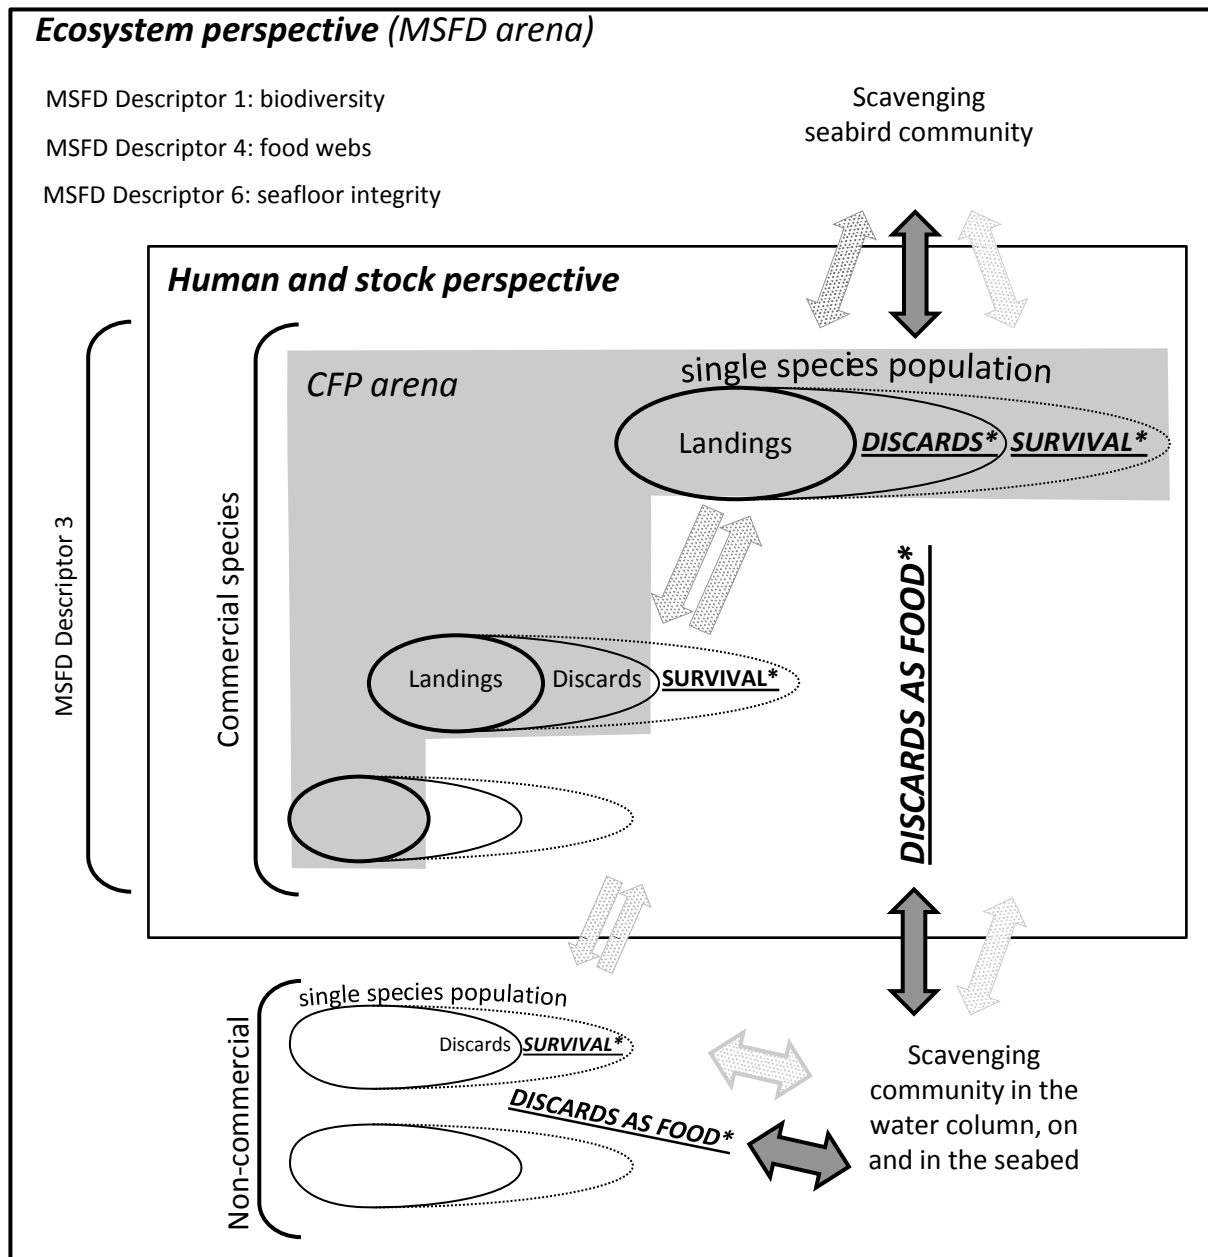 Ecosystem perspective (MSFD arena)
MSFD Descriptor 1: biodiversity
MSFD Descriptor 4: food webs
MSFD Descriptor 6: seafloor integrity
Scavenging
seabird community
Human and stock perspective
MSFD Descriptor 3
Commercial species
CFP arena
single species population
Landings
DISCARDS*
SURVIVAL*
DISCARDS AS FOOD*
Landings
Discards
SURVIVAL*
Non-commercial
single species population
Discards
SURVIVAL*
DISCARDS AS FOOD*
Scavenging
community in the
water column, on
and in the seabed